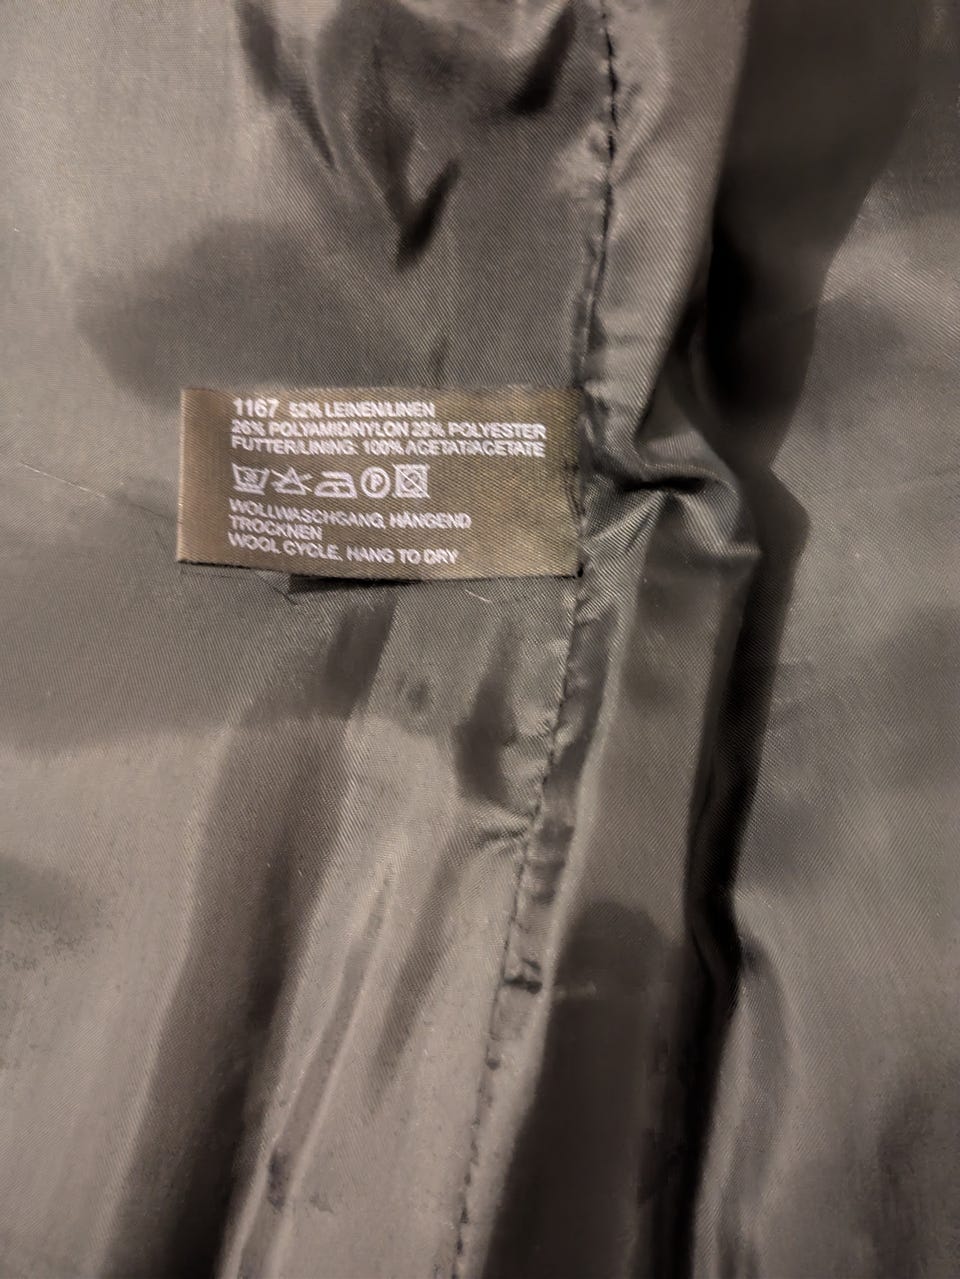 1167 52% LEINEN/LINEN
26% POLYAMID/NYLON 22% POLYESTER
FUTTER/LINING: 100% ACETAT/ACETATE
WOLLWASCHGANG, HÄNGEND
TROCKNEN
WOOL CYCLE, HANG TO DRY